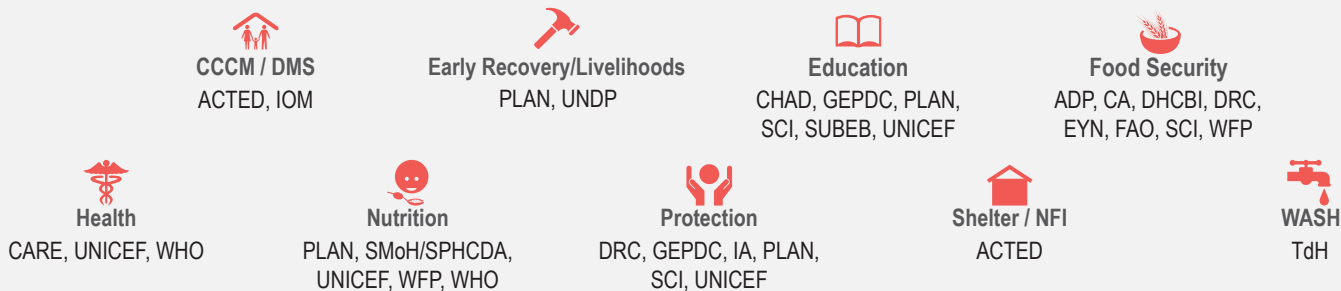 CCCM / DMS
ACTED, IOM
Early Recovery/Livelihoods
PLAN, UNDP
Education
CHAD, GEPDC, PLAN,
SCI, SUBEB, UNICEF
Food Security
ADP, CA, DHCBI, DRC,
EYN, FAO, SCI, WFP
Health
CARE, UNICEF, WHO
Nutrition
PLAN, SMoH/SPHCDA,
UNICEF, WFP, WHO
Protection
DRC, GEPDC, IA, PLAN,
SCI, UNICEF
Shelter / NFI
ACTED
WASH
TdH